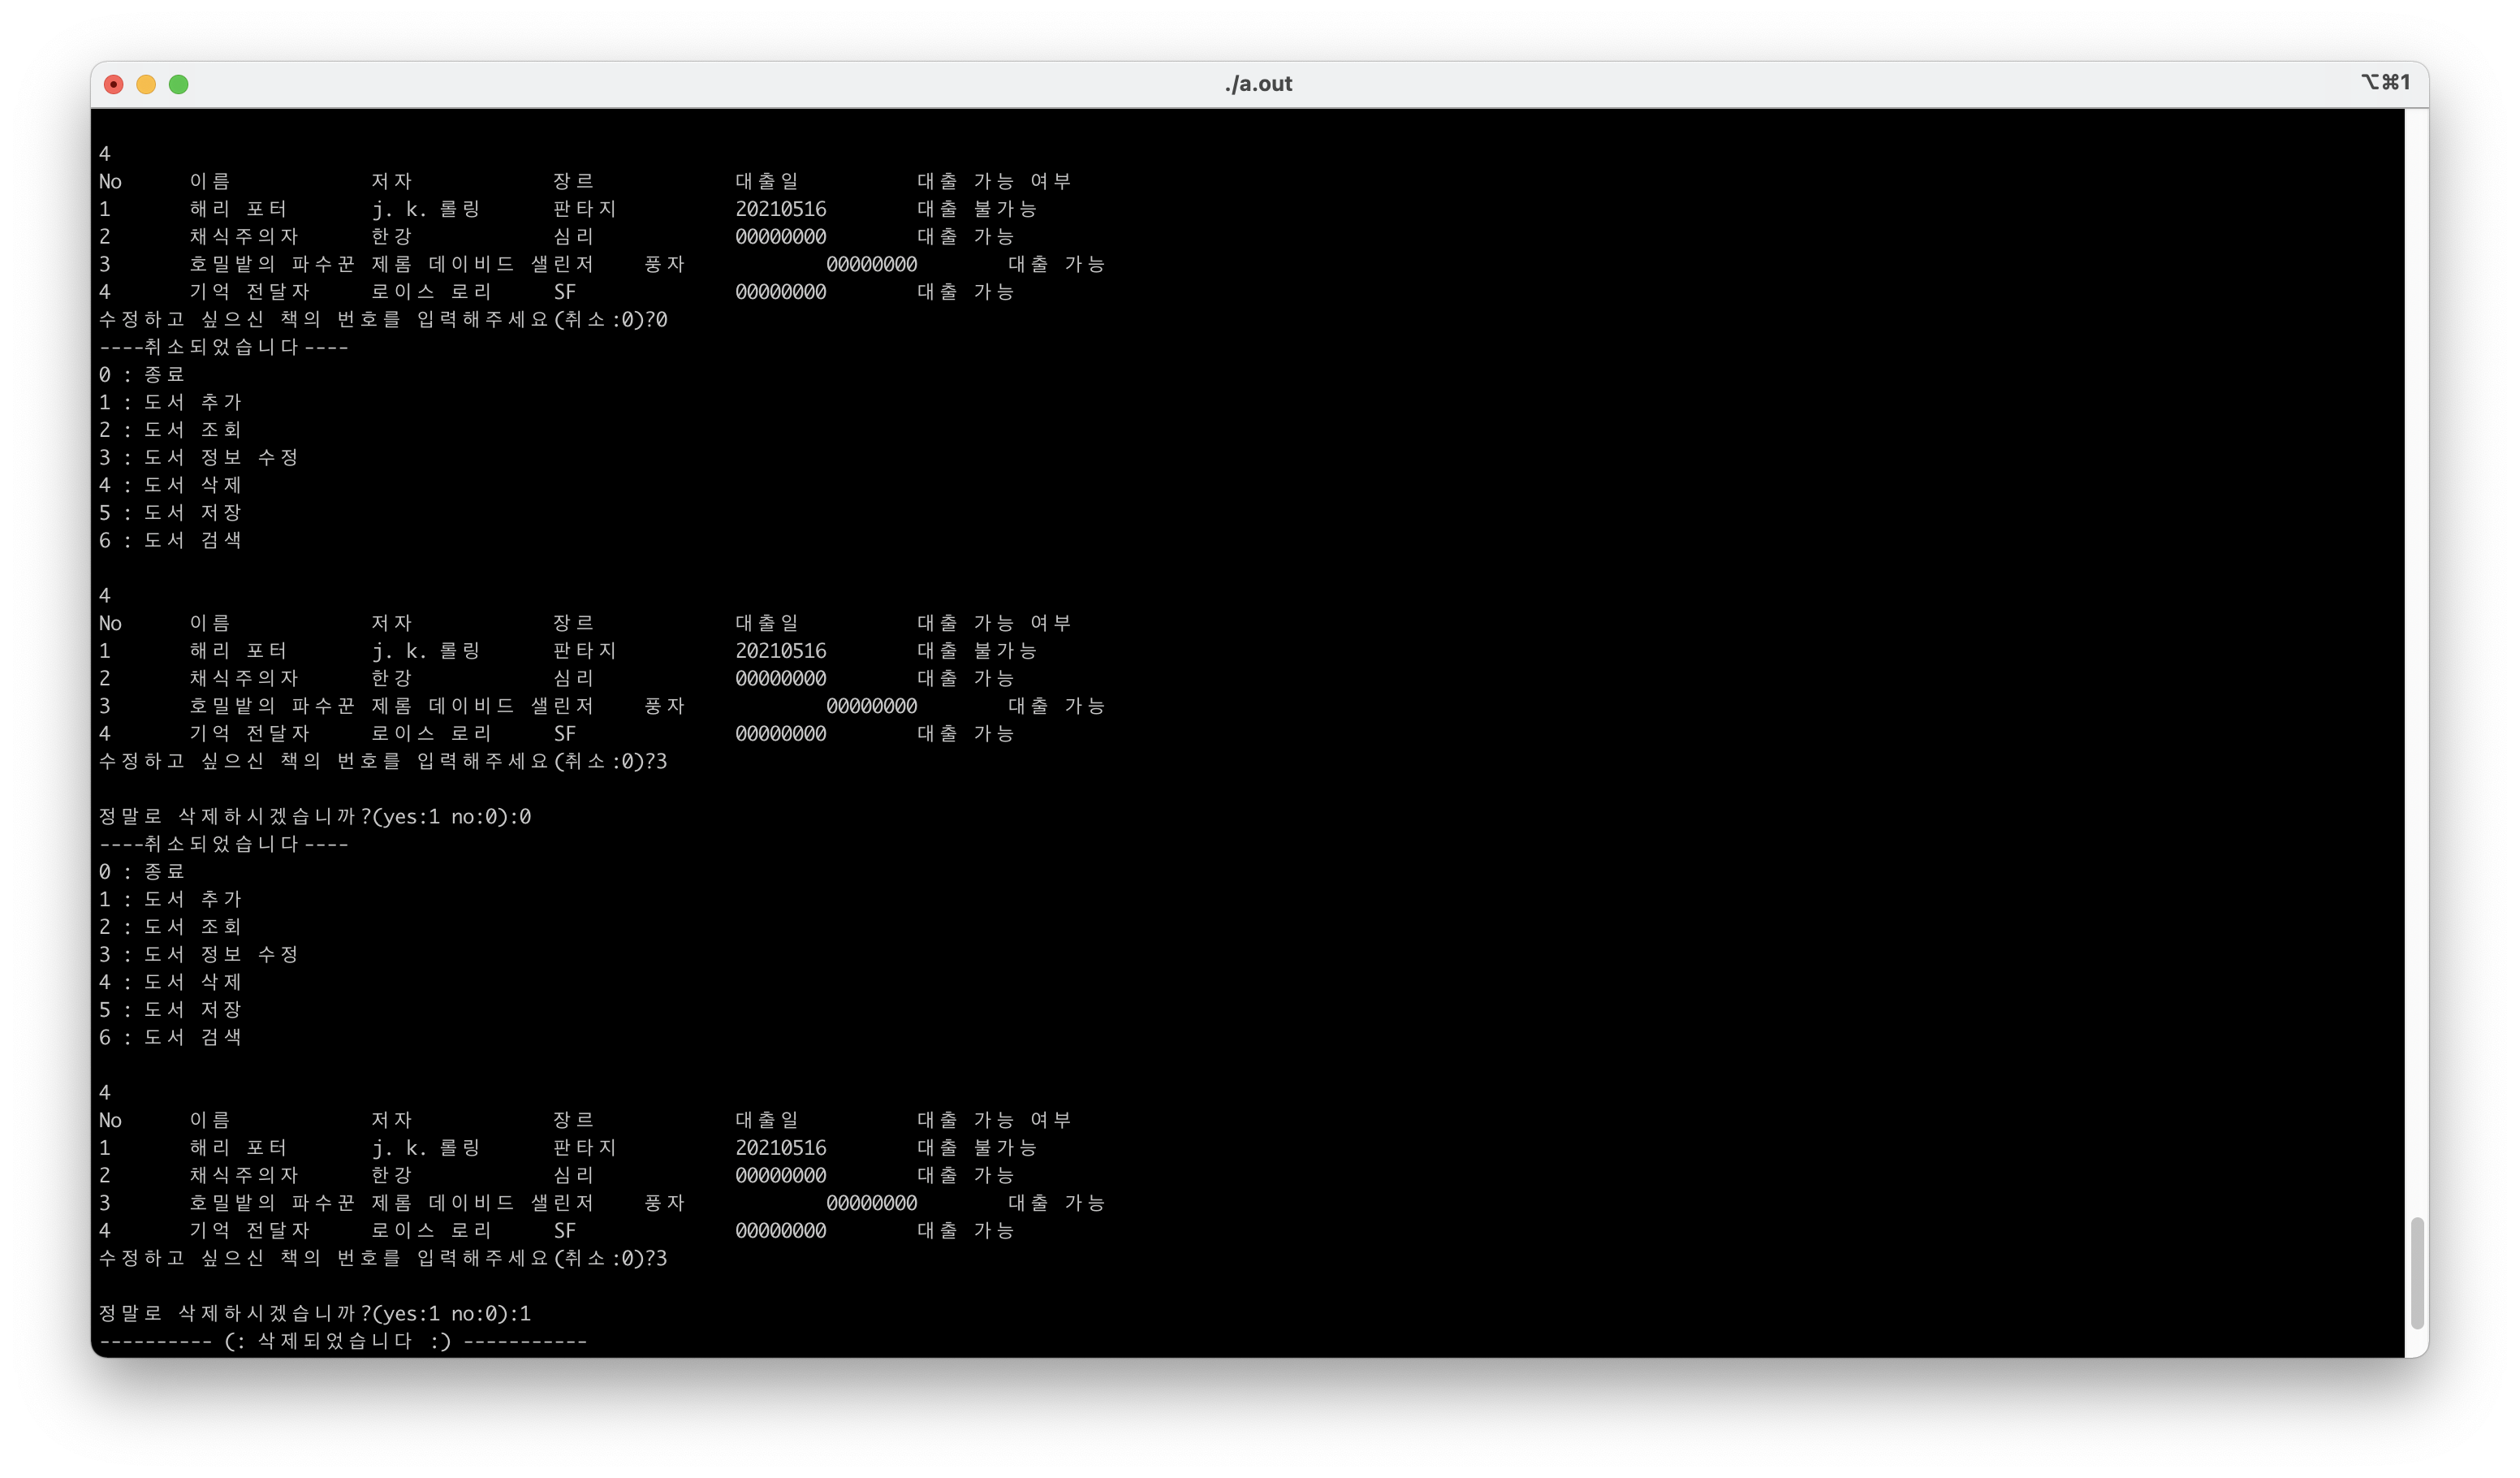 ./a.out ⌥⌘1
4
No 이름 저자 장르 대출일 대출 가능 여부
1 해리 포터 j. k. 롤링 판타지 20210516 대출 불가능
2 채식주의자 한강 심리 00000000 대출 가능
3 호밀밭의 파수꾼 제롬 데이비드 샐린저 풍자 00000000 대출 가능
4 기억 전달자 로이스 로리 SF 00000000 대출 가능
수정하고 싶으신 책의 번호를 입력해주세요(취소:0)?0
----취소되었습니다----
0 : 종료
1 : 도서 추가
2 : 도서 조회
3 : 도서 정보 수정
4 : 도서 삭제
5 : 도서 저장
6 : 도서 검색
4
No 이름 저자 장르 대출일 대출 가능 여부
1 해리 포터 j. k. 롤링 판타지 20210516 대출 불가능
2 채식주의자 한강 심리 00000000 대출 가능
3 호밀밭의 파수꾼 제롬 데이비드 샐린저 풍자 00000000 대출 가능
4 기억 전달자 로이스 로리 SF 00000000 대출 가능
수정하고 싶으신 책의 번호를 입력해주세요(취소:0)?3
정말로 삭제하시겠습니까?(yes:1 no:0):0
----취소되었습니다----
0 : 종료
1 : 도서 추가
2 : 도서 조회
3 : 도서 정보 수정
4 : 도서 삭제
5 : 도서 저장
6 : 도서 검색
4
No 이름 저자 장르 대출일 대출 가능 여부
1 해리 포터 j. k. 롤링 판타지 20210516 대출 불가능
2 채식주의자 한강 심리 00000000 대출 가능
3 호밀밭의 파수꾼 제롬 데이비드 샐린저 풍자 00000000 대출 가능
4 기억 전달자 로이스 로리 SF 00000000 대출 가능
수정하고 싶으신 책의 번호를 입력해주세요(취소:0)?3
정말로 삭제하시겠습니까?(yes:1 no:0):1
---------- (: 삭제되었습니다 :) -----------